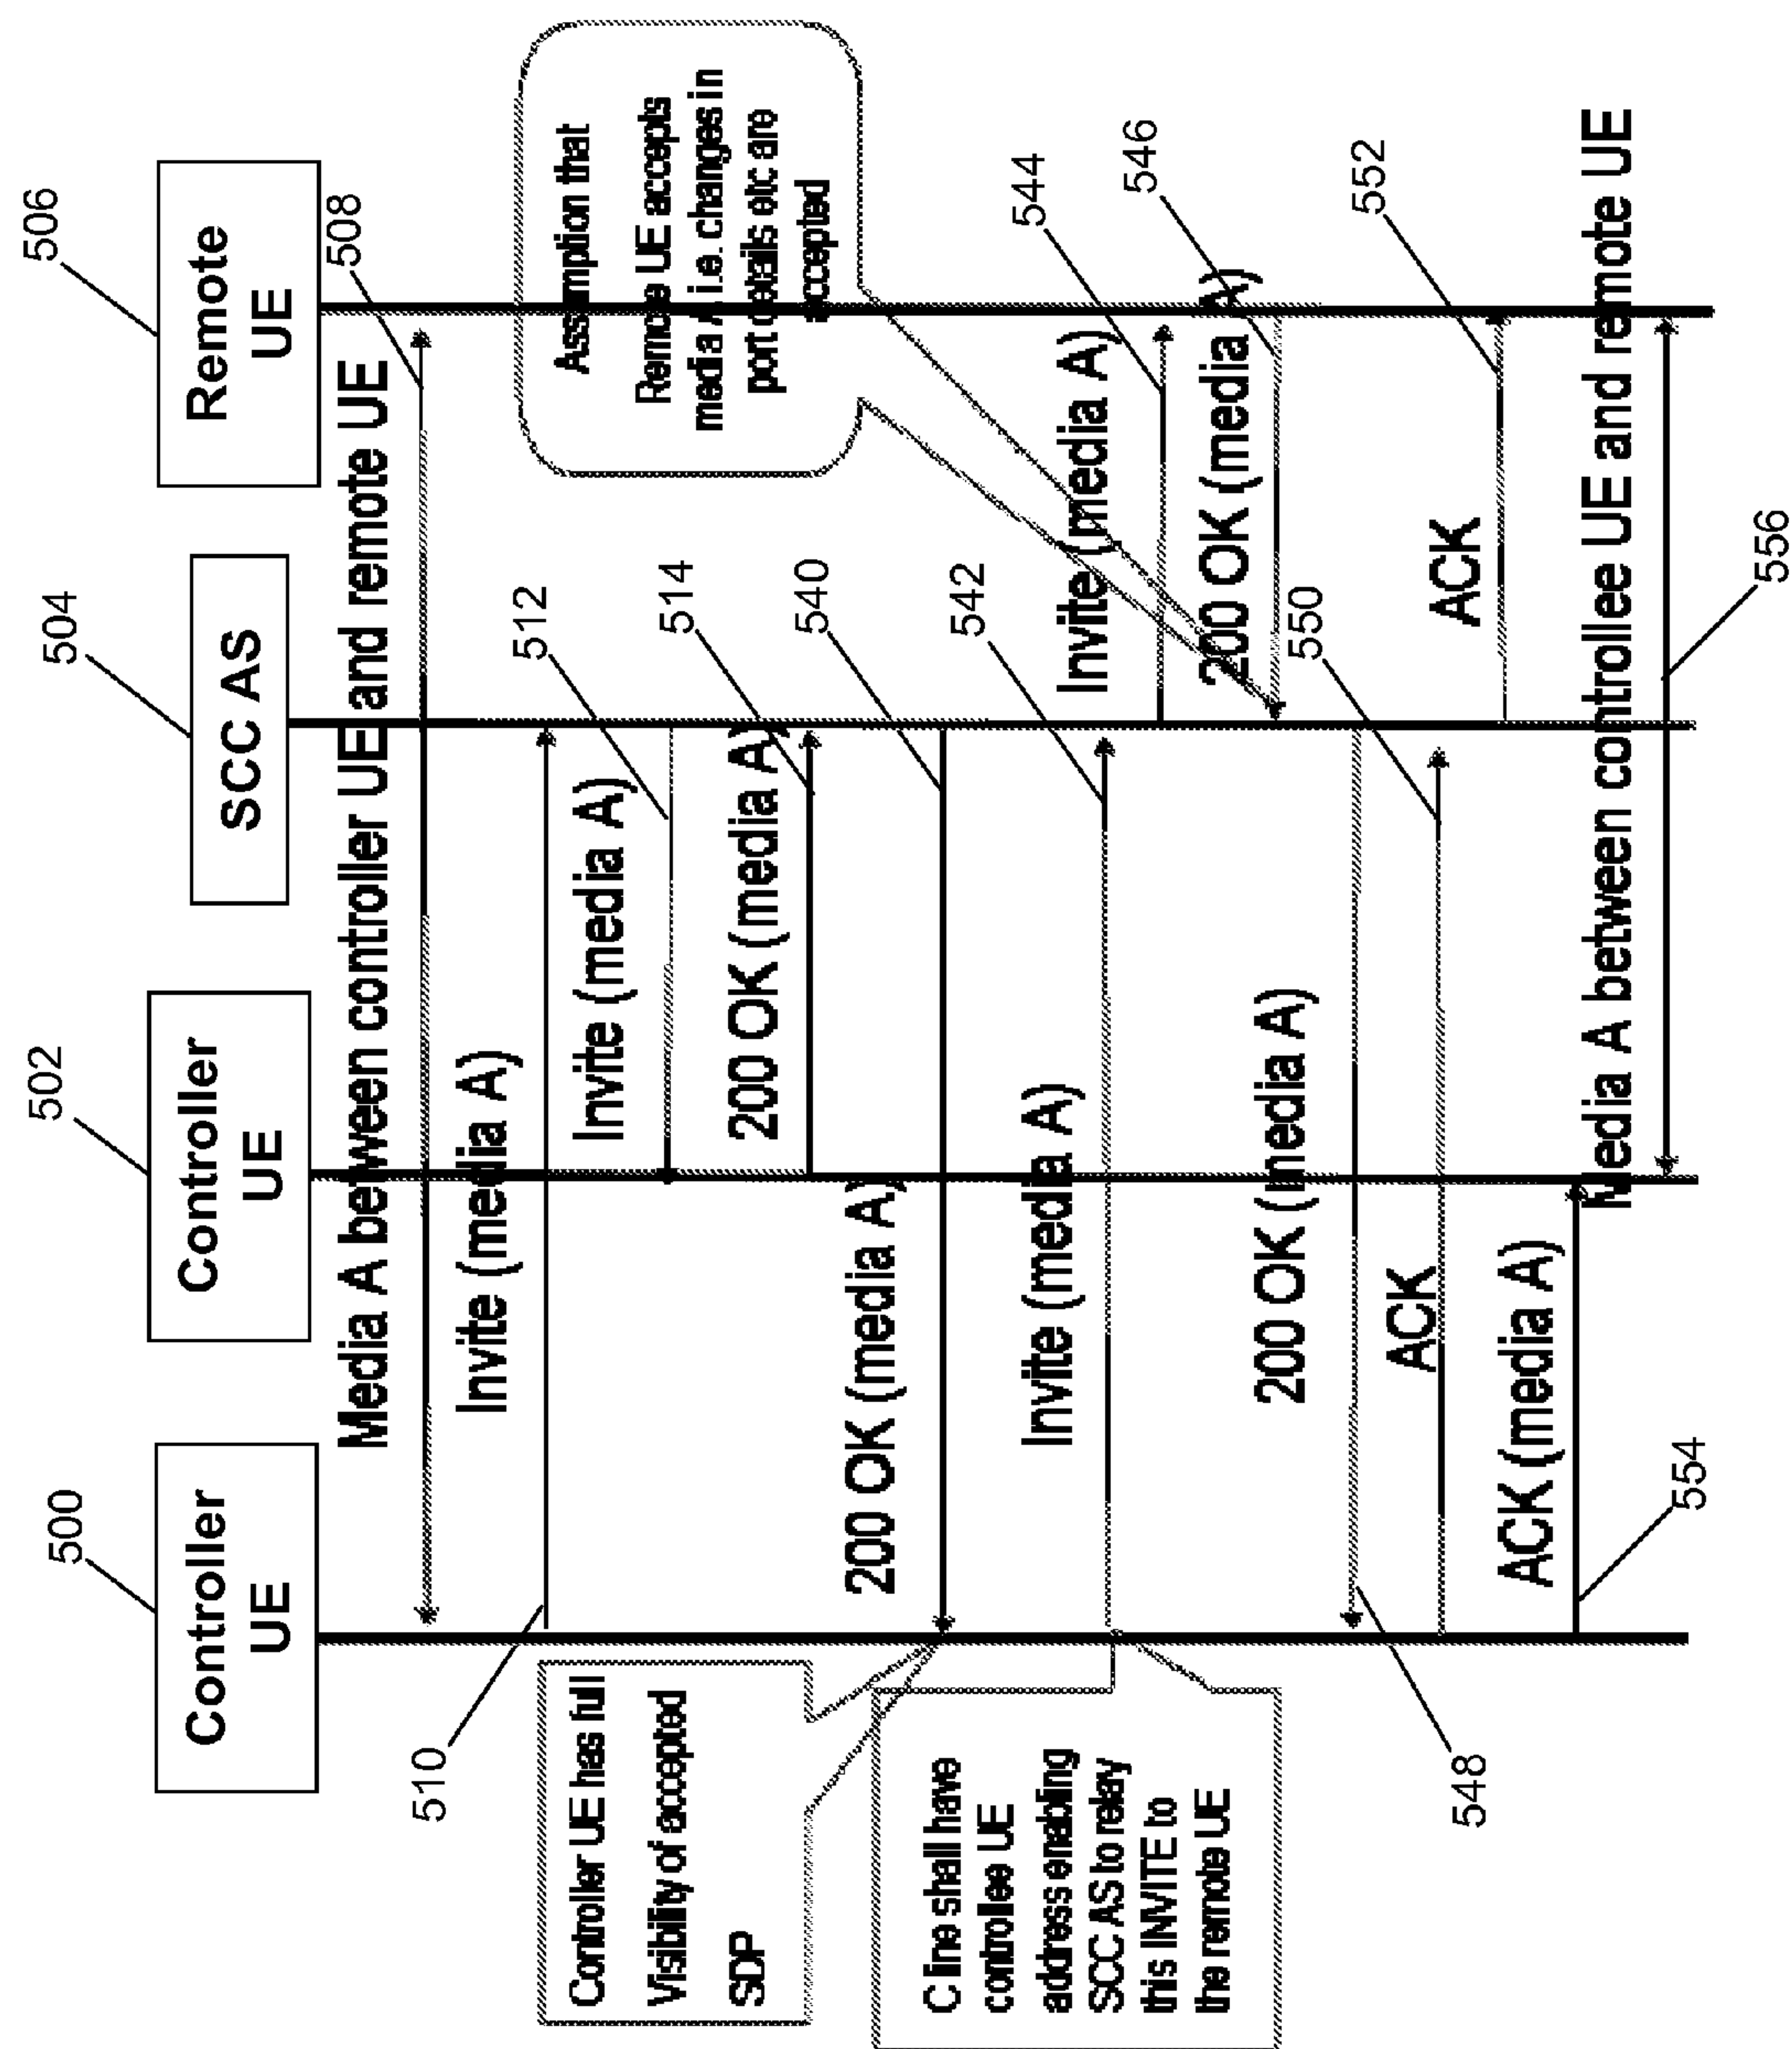 500
502
504
506
Controller
UE
Controller
UE
SCC AS
Remote
UE
Media A between controller UE and remote UE
508
510
Invite (media A)
Assumption that
Remote UE accepts
media A i.e. changes in
port details etc are
accepted
Controller UE has full
Visibility of accepted
SDP
Invite (media A)
512
200 OK (media A)
514
200 OK (media A)
540
C line shall have
controllee UE
address enabling
SCC AS to relay
this INVITE to
the remote UE
Invite (media A)
542
Invite (media A)
544
200 OK (media A)
546
200 OK (media A)
548
ACK
550
ACK
552
ACK (media A)
554
Media A between controllee UE and remote UE
556